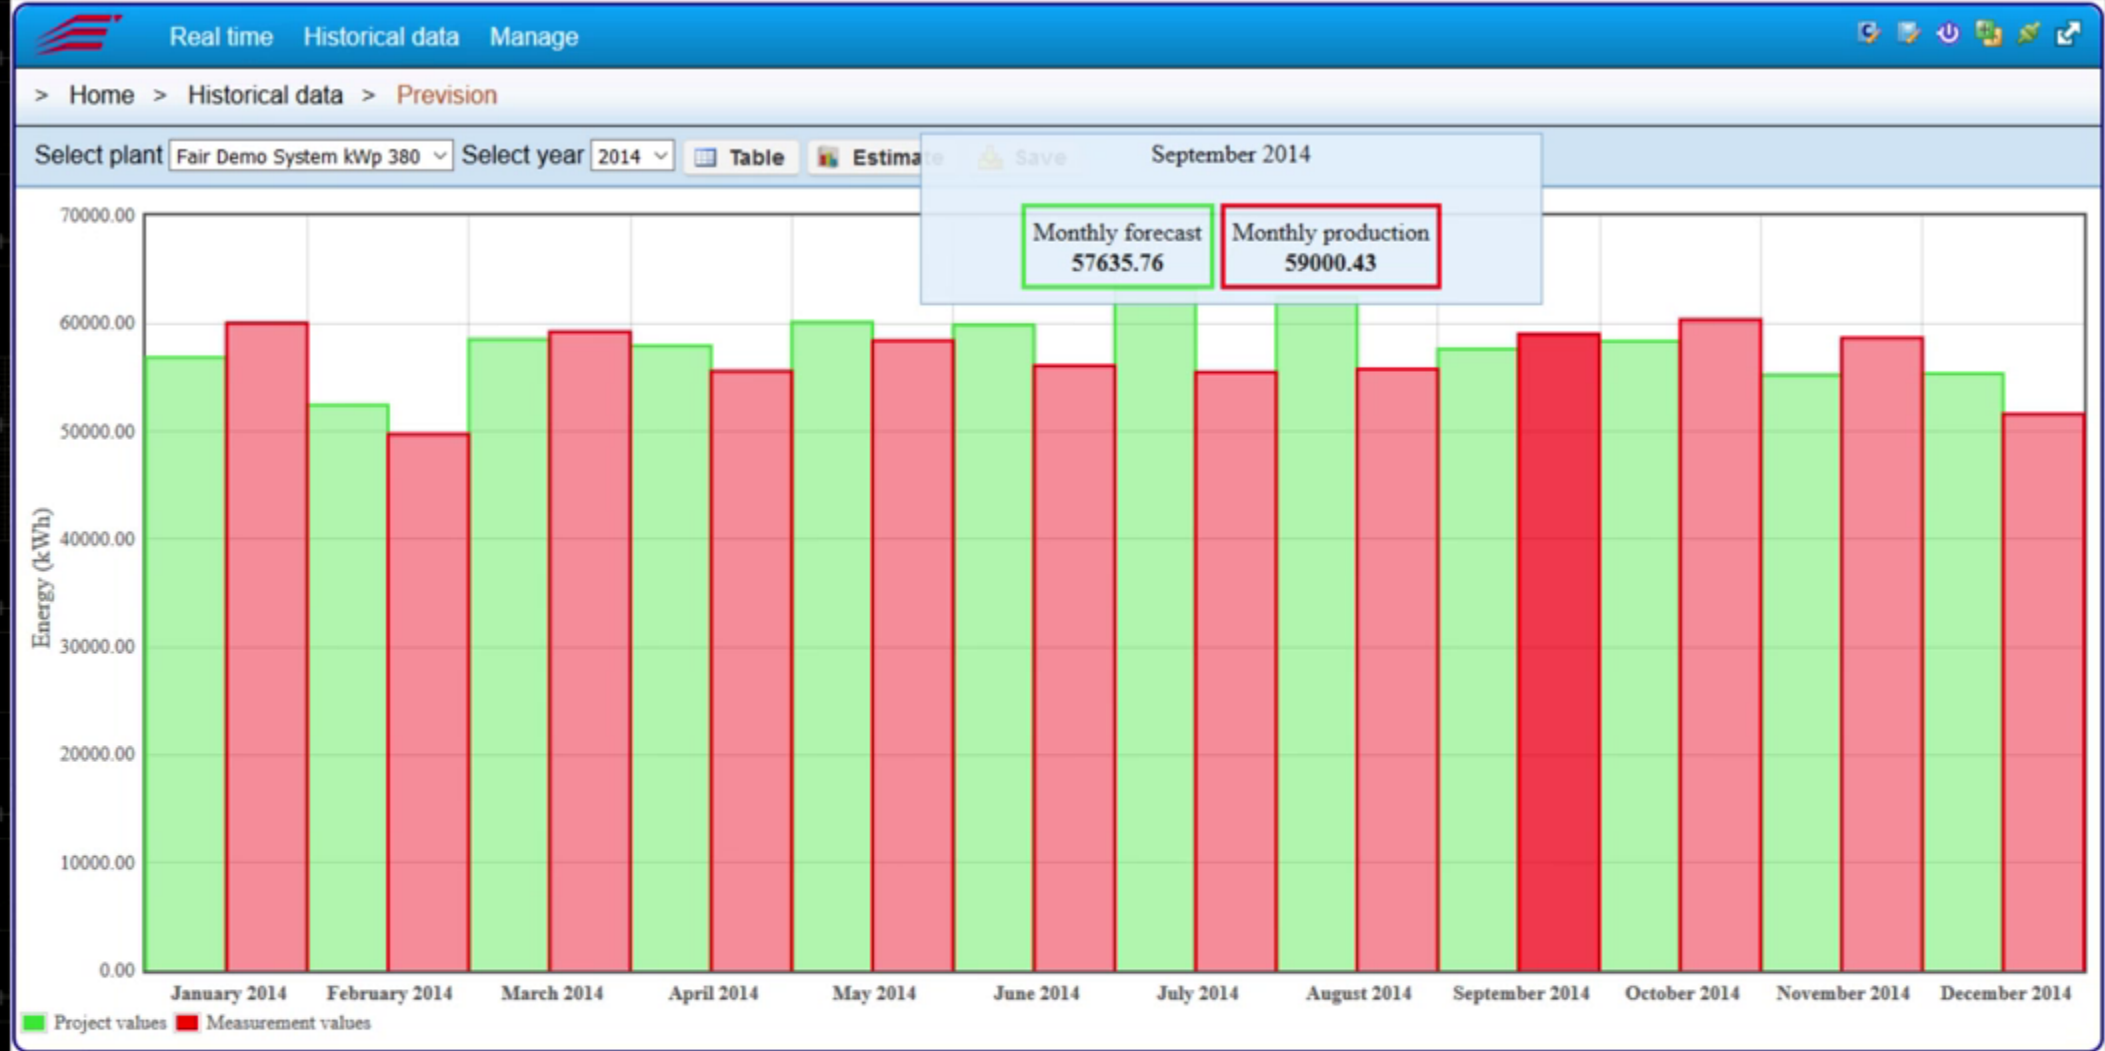 Real time Historical data Manage
> Home > Historical data > Prevision
Select plant Fair Demo System kWp 380 Select year 2014 Table Estimate Save
September 2014
Monthly forecast Monthly production
57635.76 59000.43
70000.00
60000.00
50000.00
40000.00
30000.00
20000.00
10000.00
0.00
Energy (kWh)
January 2014 February 2014 March 2014 April 2014 May 2014 June 2014 July 2014 August 2014 September 2014 October 2014 November 2014 December 2014
Project values Measurement values